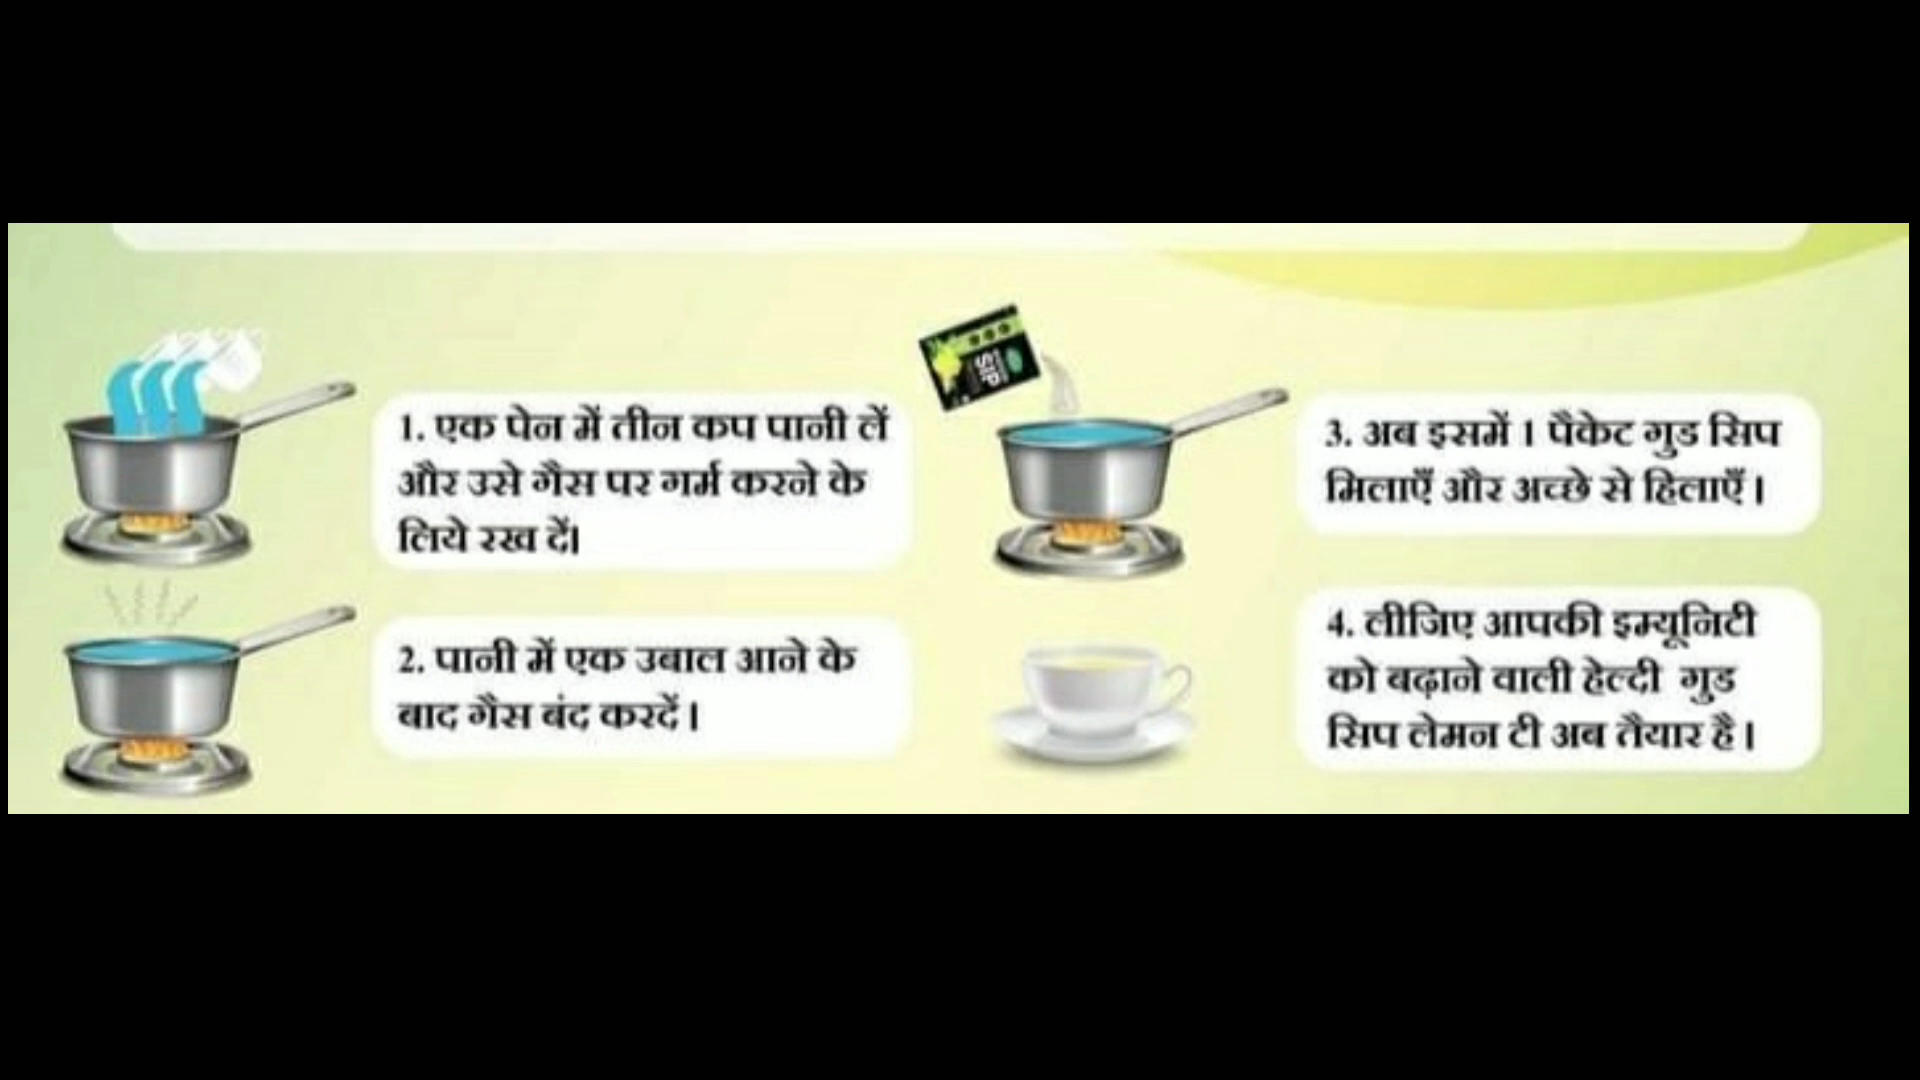 1. एक पेन में तीन कप पानी लें
और उसे गैस पर गर्म करने के
लिये रख दें।
2. पानी में एक उबाल आने के
बाद गैस बंद करदें।
SIP
3. अब इसमें 1 पैकेट गुड सिप
मिलाएँ और अच्छे से हिलाएँ।
4. लीजिए आपकी इम्यूनिटी
को बढ़ाने वाली हेल्दी गुड
सिप लेमन टी अब तैयार है।